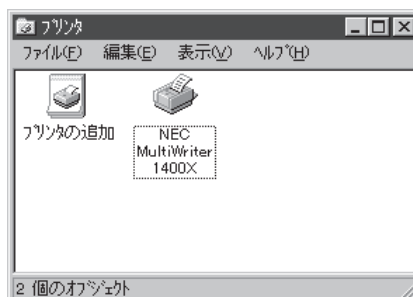 プリンタ
ファイル(F) 編集(E) 表示(V) ヘルプ(H)
プリンタの追加
NEC
MultiWriter
1400X
2 個のオブジェクト